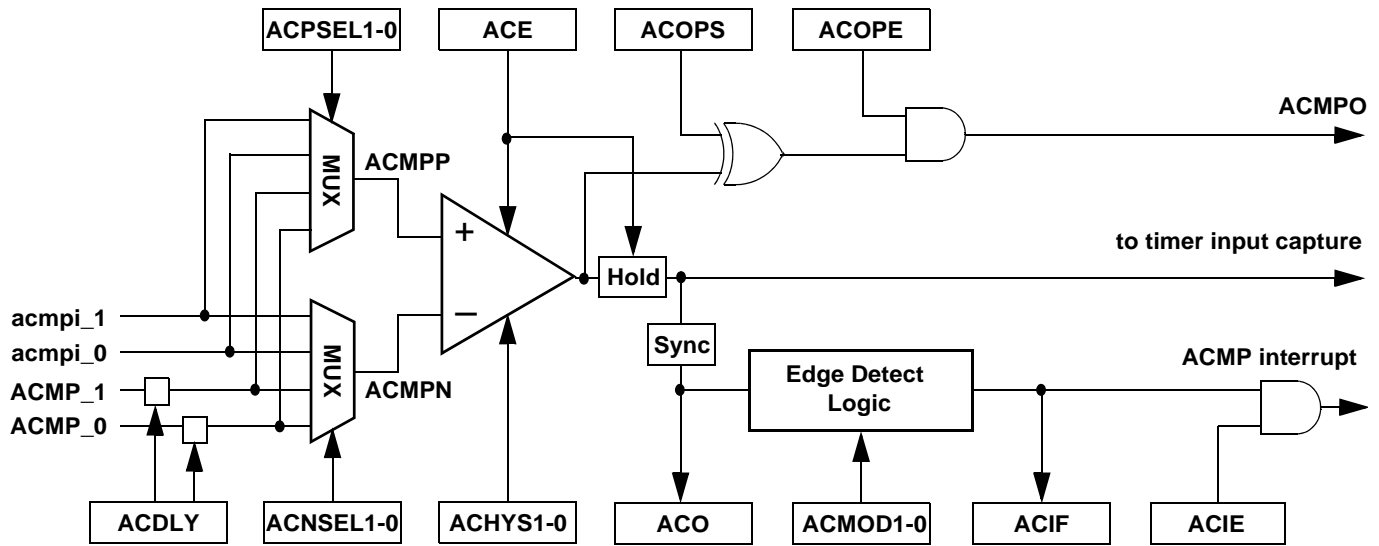 ACPSEL1-0
ACE
ACOPS
ACOPE
ACMPO
MUX
ACMPP
+
to timer input capture
Hold
acmpi_1
acmpi_0
ACMP_1
ACMP_0
MUX
ACMPN
−
Sync
Edge Detect
Logic
ACMP interrupt
ACDLY
ACNSEL1-0
ACHYS1-0
ACO
ACMOD1-0
ACIF
ACIE